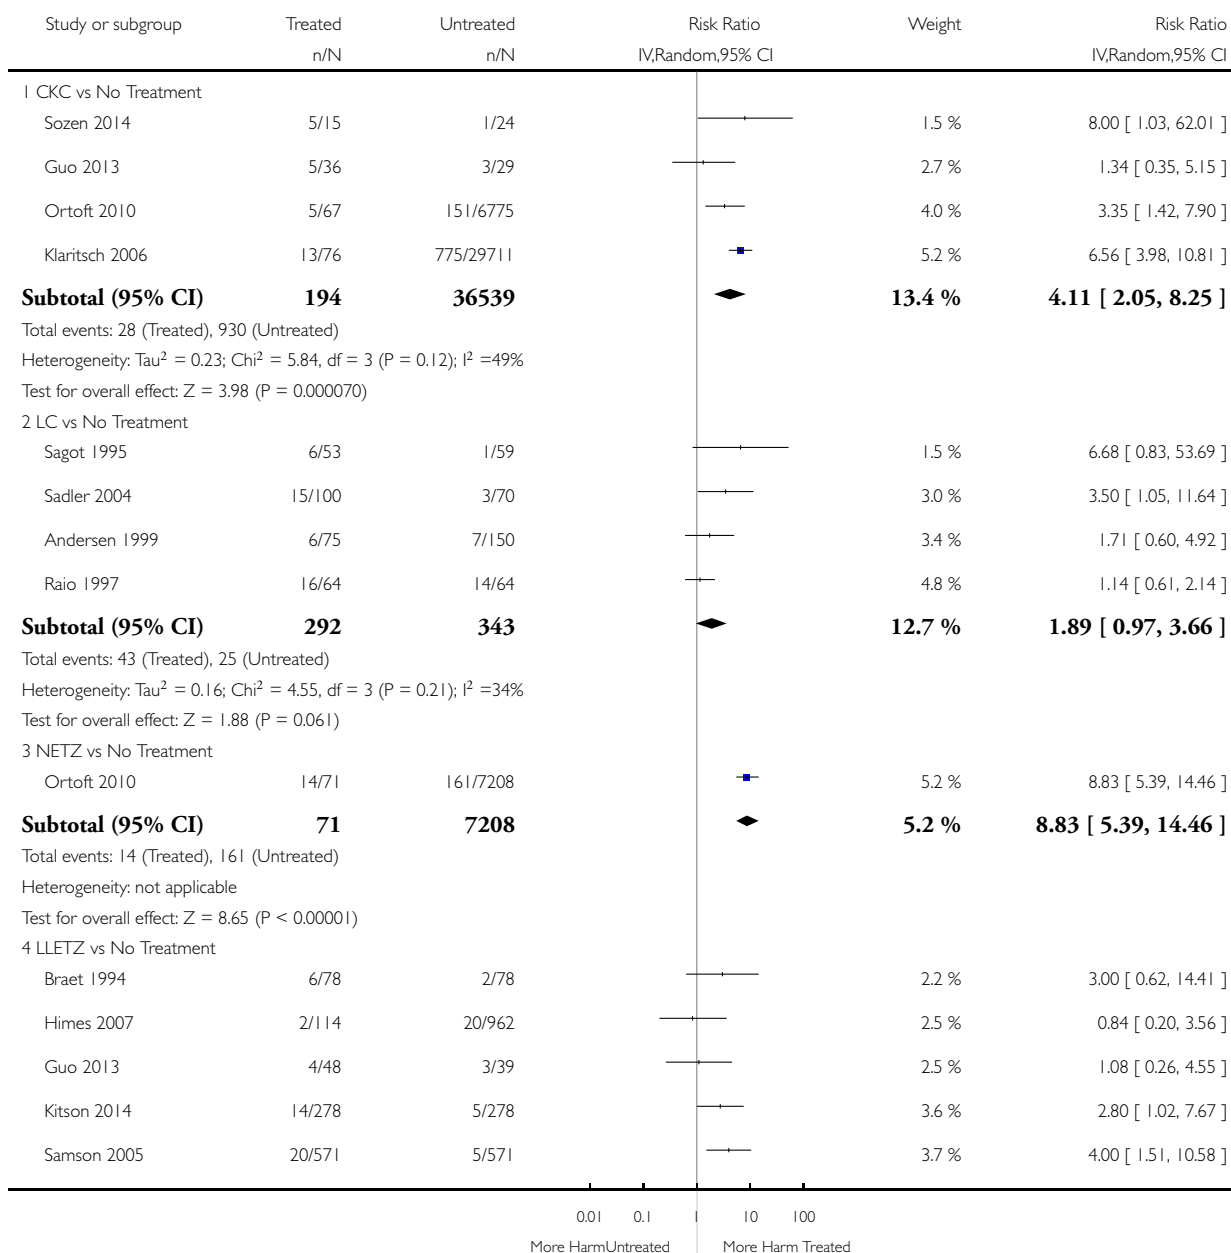 Study or subgroup Treated Untreated Risk Ratio Weight Risk Ratio
n/N n/N IV,Random,95% CI IV,Random,95% CI
1 CKC vs No Treatment
Sozen 2014 5/15 1/24 1.5 % 8.00 [ 1.03, 62.01 ]
Guo 2013 5/36 3/29 2.7 % 1.34 [ 0.35, 5.15 ]
Ortoft 2010 5/67 151/6775 4.0 % 3.35 [ 1.42, 7.90 ]
Klaritsch 2006 13/76 775/29711 5.2 % 6.56 [ 3.98, 10.81 ]
Subtotal (95% CI) 194 36539 13.4 % 4.11 [ 2.05, 8.25 ]
Total events: 28 (Treated), 930 (Untreated)
Heterogeneity: Tau² = 0.23; Chi² = 5.84, df = 3 (P = 0.12); I² =49%
Test for overall effect: Z = 3.98 (P = 0.000070)
2 LC vs No Treatment
Sagot 1995 6/53 1/59 1.5 % 6.68 [ 0.83, 53.69 ]
Sadler 2004 15/100 3/70 3.0 % 3.50 [ 1.05, 11.64 ]
Andersen 1999 6/75 7/150 3.4 % 1.71 [ 0.60, 4.92 ]
Raio 1997 16/64 14/64 4.8 % 1.14 [ 0.61, 2.14 ]
Subtotal (95% CI) 292 343 12.7 % 1.89 [ 0.97, 3.66 ]
Total events: 43 (Treated), 25 (Untreated)
Heterogeneity: Tau² = 0.16; Chi² = 4.55, df = 3 (P = 0.21); I² =34%
Test for overall effect: Z = 1.88 (P = 0.061)
3 NETZ vs No Treatment
Ortoft 2010 14/71 161/7208 5.2 % 8.83 [ 5.39, 14.46 ]
Subtotal (95% CI) 71 7208 5.2 % 8.83 [ 5.39, 14.46 ]
Total events: 14 (Treated), 161 (Untreated)
Heterogeneity: not applicable
Test for overall effect: Z = 8.65 (P < 0.00001)
4 LLETZ vs No Treatment
Braet 1994 6/78 2/78 2.2 % 3.00 [ 0.62, 14.41 ]
Himes 2007 2/114 20/962 2.5 % 0.84 [ 0.20, 3.56 ]
Guo 2013 4/48 3/39 2.5 % 1.08 [ 0.26, 4.55 ]
Kitson 2014 14/278 5/278 3.6 % 2.80 [ 1.02, 7.67 ]
Samson 2005 20/571 5/571 3.7 % 4.00 [ 1.51, 10.58 ]
0.01 0.1 1 10 100
More HarmUntreated More Harm Treated